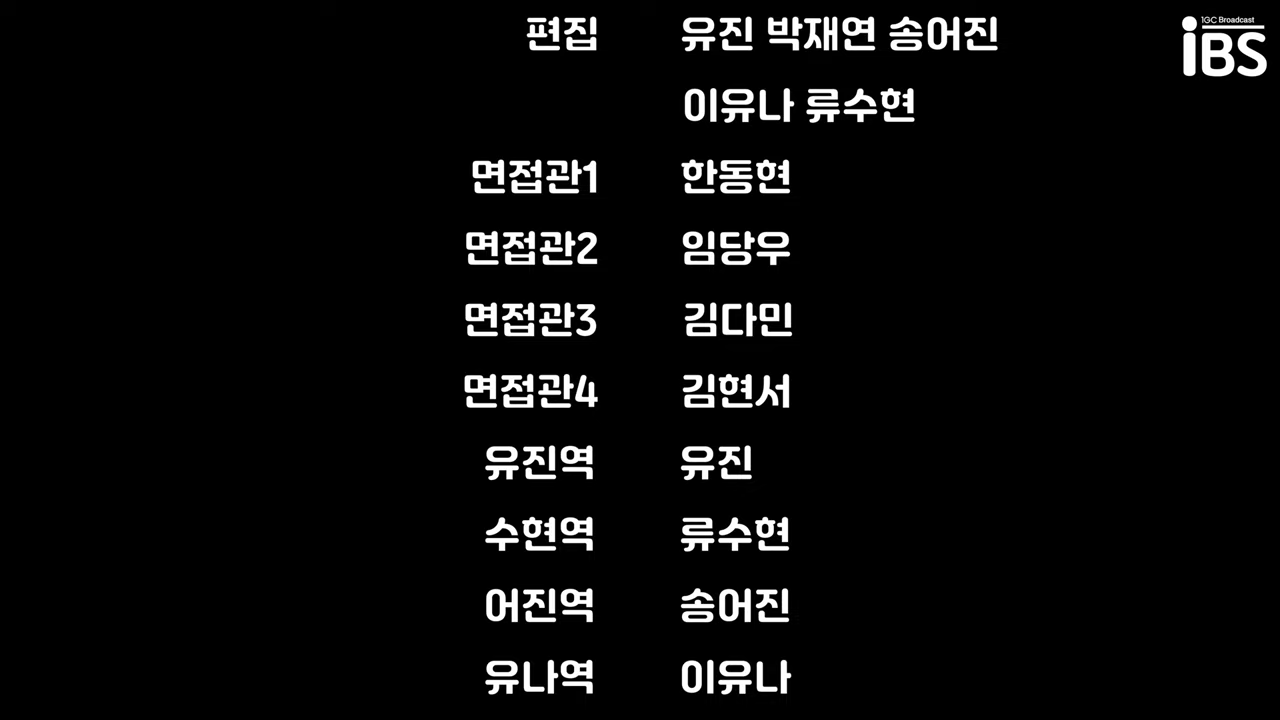 편집 유진 박재연 송어진
이유나 류수현
면접관1 한동현
면접관2 임당우
면접관3 김다민
면접관4 김현서
유진역 유진
수현역 류수현
어진역 송어진
유나역 이유나
IGC Broadcast
iBS